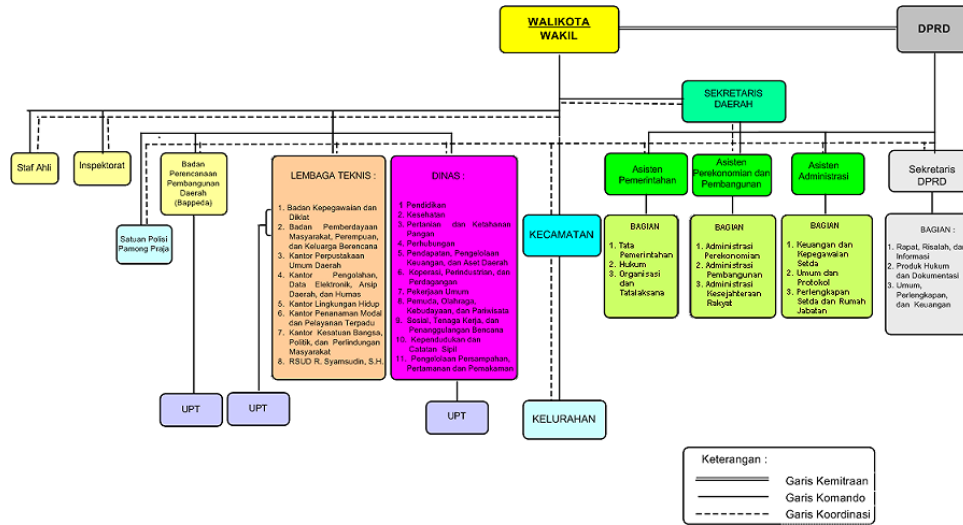 WALIKOTA
WAKIL
DPRD
SEKRETARIS
DAERAH
Staf Ahli
Inspektorat
Badan
Perencanaan
Pembangunan
Daerah
(Bappeda)
Satuan Polisi
Pamong Praja
LEMBAGA TEKNIS :
1. Badan Kepegawaian dan
Diklat
2. Badan Pemberdayaan
Masyarakat, Perempuan,
dan Keluarga Berencana
3. Kantor Perpustakaan
Umum Daerah
4. Kantor Pengolahan,
Data Elektronik, Arsip
Daerah, dan Humas
5. Kantor Lingkungan Hidup
6. Kantor Penanaman Modal
dan Pelayanan Terpadu
7. Kantor Kesatuan Bangsa,
Politik, dan Perlindungan
Masyarakat
8. RSUD R. Syamsudin, S.H.
DINAS :
1 Pendidikan
2. Kesehatan
3. Pertanian dan Ketahanan
Pangan
4. Perhubungan
5. Pendapatan, Pengelolaan
Keuangan, dan Aset Daerah
6. Koperasi, Perindustrian, dan
Perdagangan
7. Pekerjaan Umum
8. Pemuda, Olahraga,
Kebudayaan, dan Pariwisata
9. Sosial, Tenaga Kerja, dan
Penanggulangan Bencana
10. Kependudukan dan
Catatan Sipil
11. Pengelolaan Persampahan,
Pertamanan dan Pemakaman
KECAMATAN
Asisten
Pemerintahan
Asisten
Perekonomian dan
Pembangunan
Asisten
Administrasi
Sekretaris
DPRD
BAGIAN
1. Tata
Pemerintahan
2. Hukum
3. Organisasi
dan
Tatalaksana
BAGIAN
1. Administrasi
Perekonomian
2. Administrasi
Pembangunan
3. Administrasi
Kesejahteraan
Rakyat
BAGIAN
1. Keuangan dan
Kepegawaian
Setda
2. Umum dan
Protokol
3. Perlengkapan
Setda dan Rumah
Jabatan
BAGIAN :
1. Rapat, Risalah, dan
Informasi
2. Produk Hukum
dan Dokumentasi
3. Umum,
Perlengkapan,
dan Keuangan
UPT
UPT
UPT
KELURAHAN
Keterangan :
Garis Kemitraan
Garis Komando
Garis Koordinasi